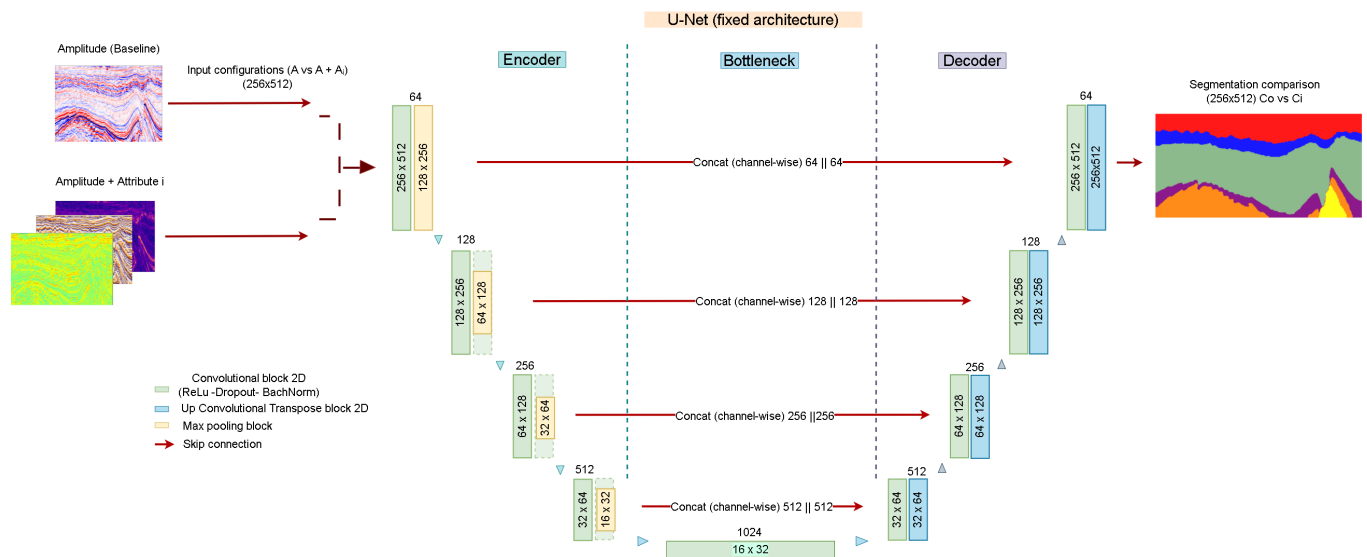 U-Net (fixed architecture)
Amplitude (Baseline)
Input configurations (A vs A + Aᵢ)
(256x512)
Encoder
Bottleneck
Decoder
Segmentation comparison
(256x512) Co vs Ci
64
256 x 512
128 x 256
Concat (channel-wise) 64 || 64
64
256 x 512
256x512
Amplitude + Attribute i
128
128 x 256
64 x 128
Concat (channel-wise) 128 || 128
128
128 x 256
128 x 256
256
64 x 128
32 x 64
Concat (channel-wise) 256 ||256
256
64 x 128
64 x 128
Convolutional block 2D
(ReLu -Dropout- BachNorm)
Up Convolutional Transpose block 2D
Max pooling block
Skip connection
512
32 x 64
16 x 32
Concat (channel-wise) 512 || 512
512
32 x 64
32 x 64
1024
16 x 32